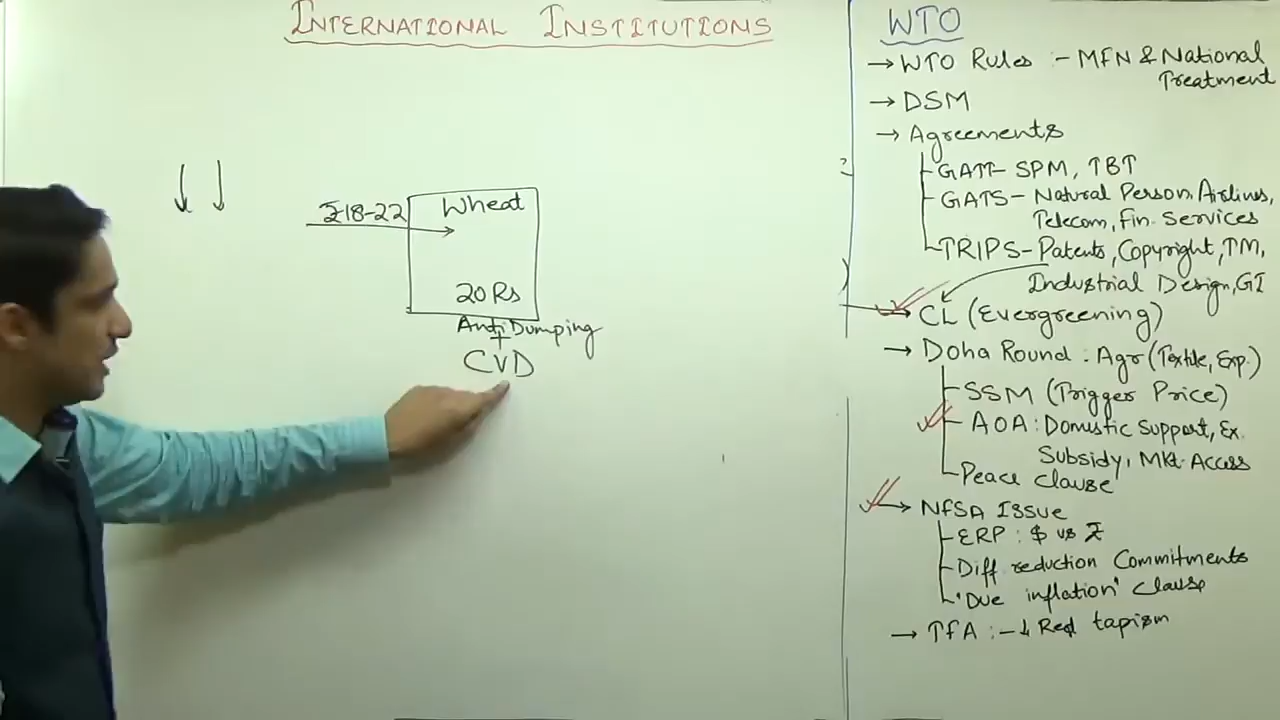 INTERNATIONAL INSTITUTIONS
₹18-22
Wheat
20 Rs
Anti Dumping
+
CVD
WTO
→ WTO Rules :- MFN & National
Treatment
→ DSM
→ Agreements
GATT- SPM, TBT
GATS- Natural Person, Airlines,
Telecom, Fin. Services
TRIPS- Patents, Copyright, TM,
Industrial Design, GI
→ CL (Evergreening)
→ Doha Round : Agr (Textile, Exp.)
SSM (Trigger Price)
AOA : Domestic Support, Ex.
Subsidy, Mkt. Access
Peace Clause
→ NFSA Issue
ERP : $ vs ₹
Diff reduction Commitments
'Due inflation' Clause
→ TFA :- ↓ Red tapism